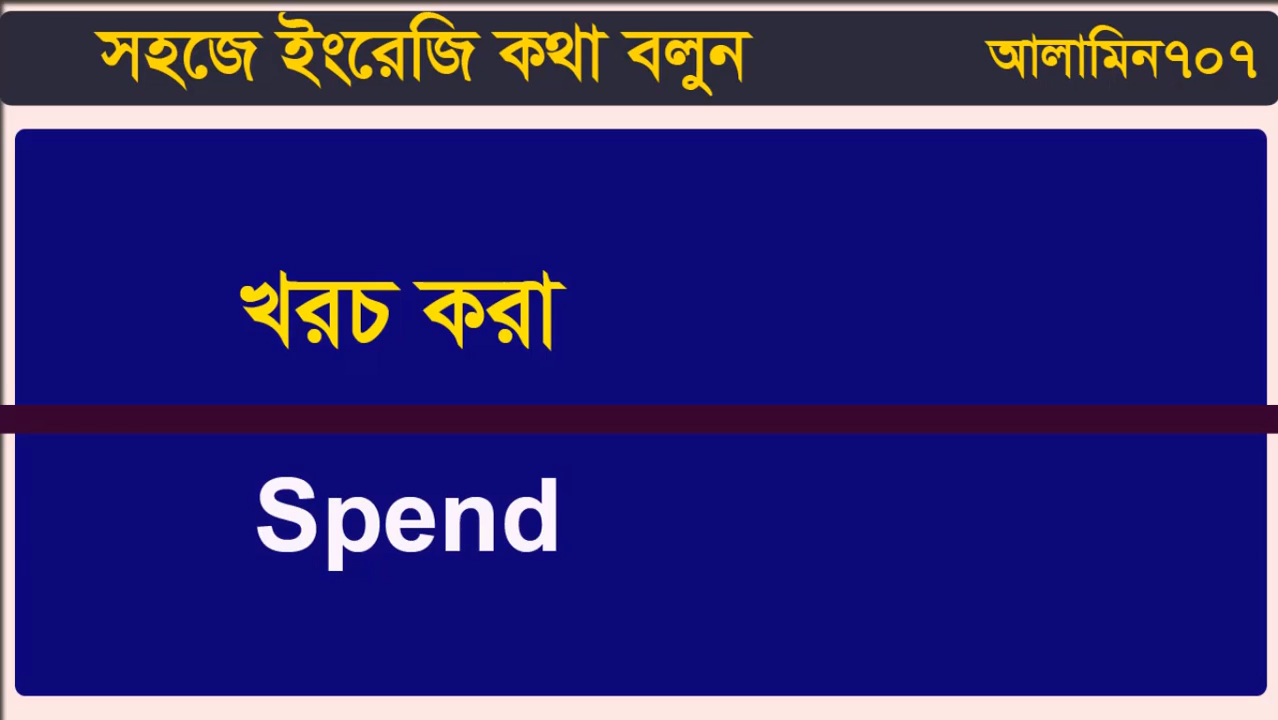 সহজে ইংরেজি কথা বলুন আলামিন৭০৭
খরচ করা
Spend